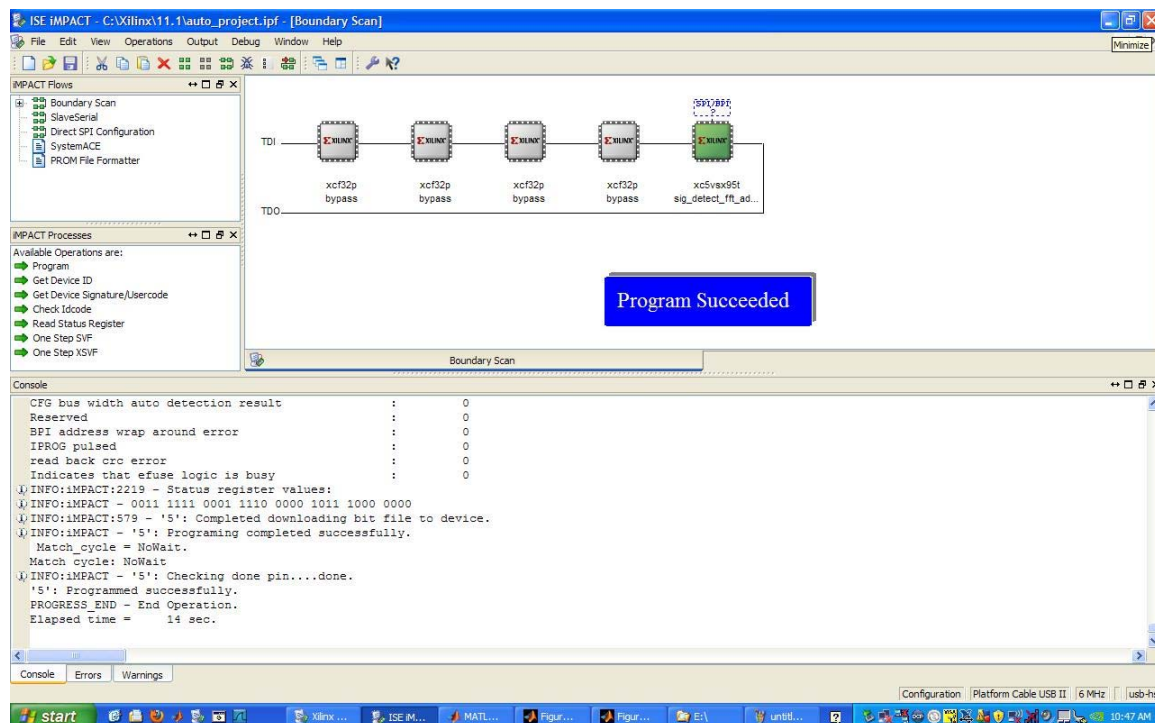 ISE iMPACT - C:\Xilinx\11.1\auto_project.ipf - [Boundary Scan]
File Edit View Operations Output Debug Window Help
Minimize
iMPACT Flows
Boundary Scan
SlaveSerial
Direct SPI Configuration
SystemACE
PROM File Formatter
SPI/BPI
?
TDI
XILINX XILINX XILINX XILINX XILINX
xcf32p xcf32p xcf32p xcf32p xc5vsx95t
bypass bypass bypass bypass sig_detect_fft_ad...
TDO
iMPACT Processes
Available Operations are:
Program
Get Device ID
Get Device Signature/Usercode
Check Idcode
Read Status Register
One Step SVF
One Step XSVF
Program Succeeded
Boundary Scan
Console
CFG bus width auto detection result : 0
Reserved : 0
BPI address wrap around error : 0
IPROG pulsed : 0
read back crc error : 0
Indicates that efuse logic is busy : 0
INFO:iMPACT:2219 - Status register values:
INFO:iMPACT - 0011 1111 0001 1110 0000 1011 1000 0000
INFO:iMPACT:579 - '5': Completed downloading bit file to device.
INFO:iMPACT - '5': Programing completed successfully.
Match_cycle = NoWait.
Match cycle: NoWait
INFO:iMPACT - '5': Checking done pin....done.
'5': Programmed successfully.
PROGRESS_END - End Operation.
Elapsed time = 14 sec.
Console Errors Warnings
Configuration Platform Cable USB II 6 MHz usb-hs
start Xilinx ... ISE iM... MATL... Figur... Figur... E:\ untitl... 10:47 AM